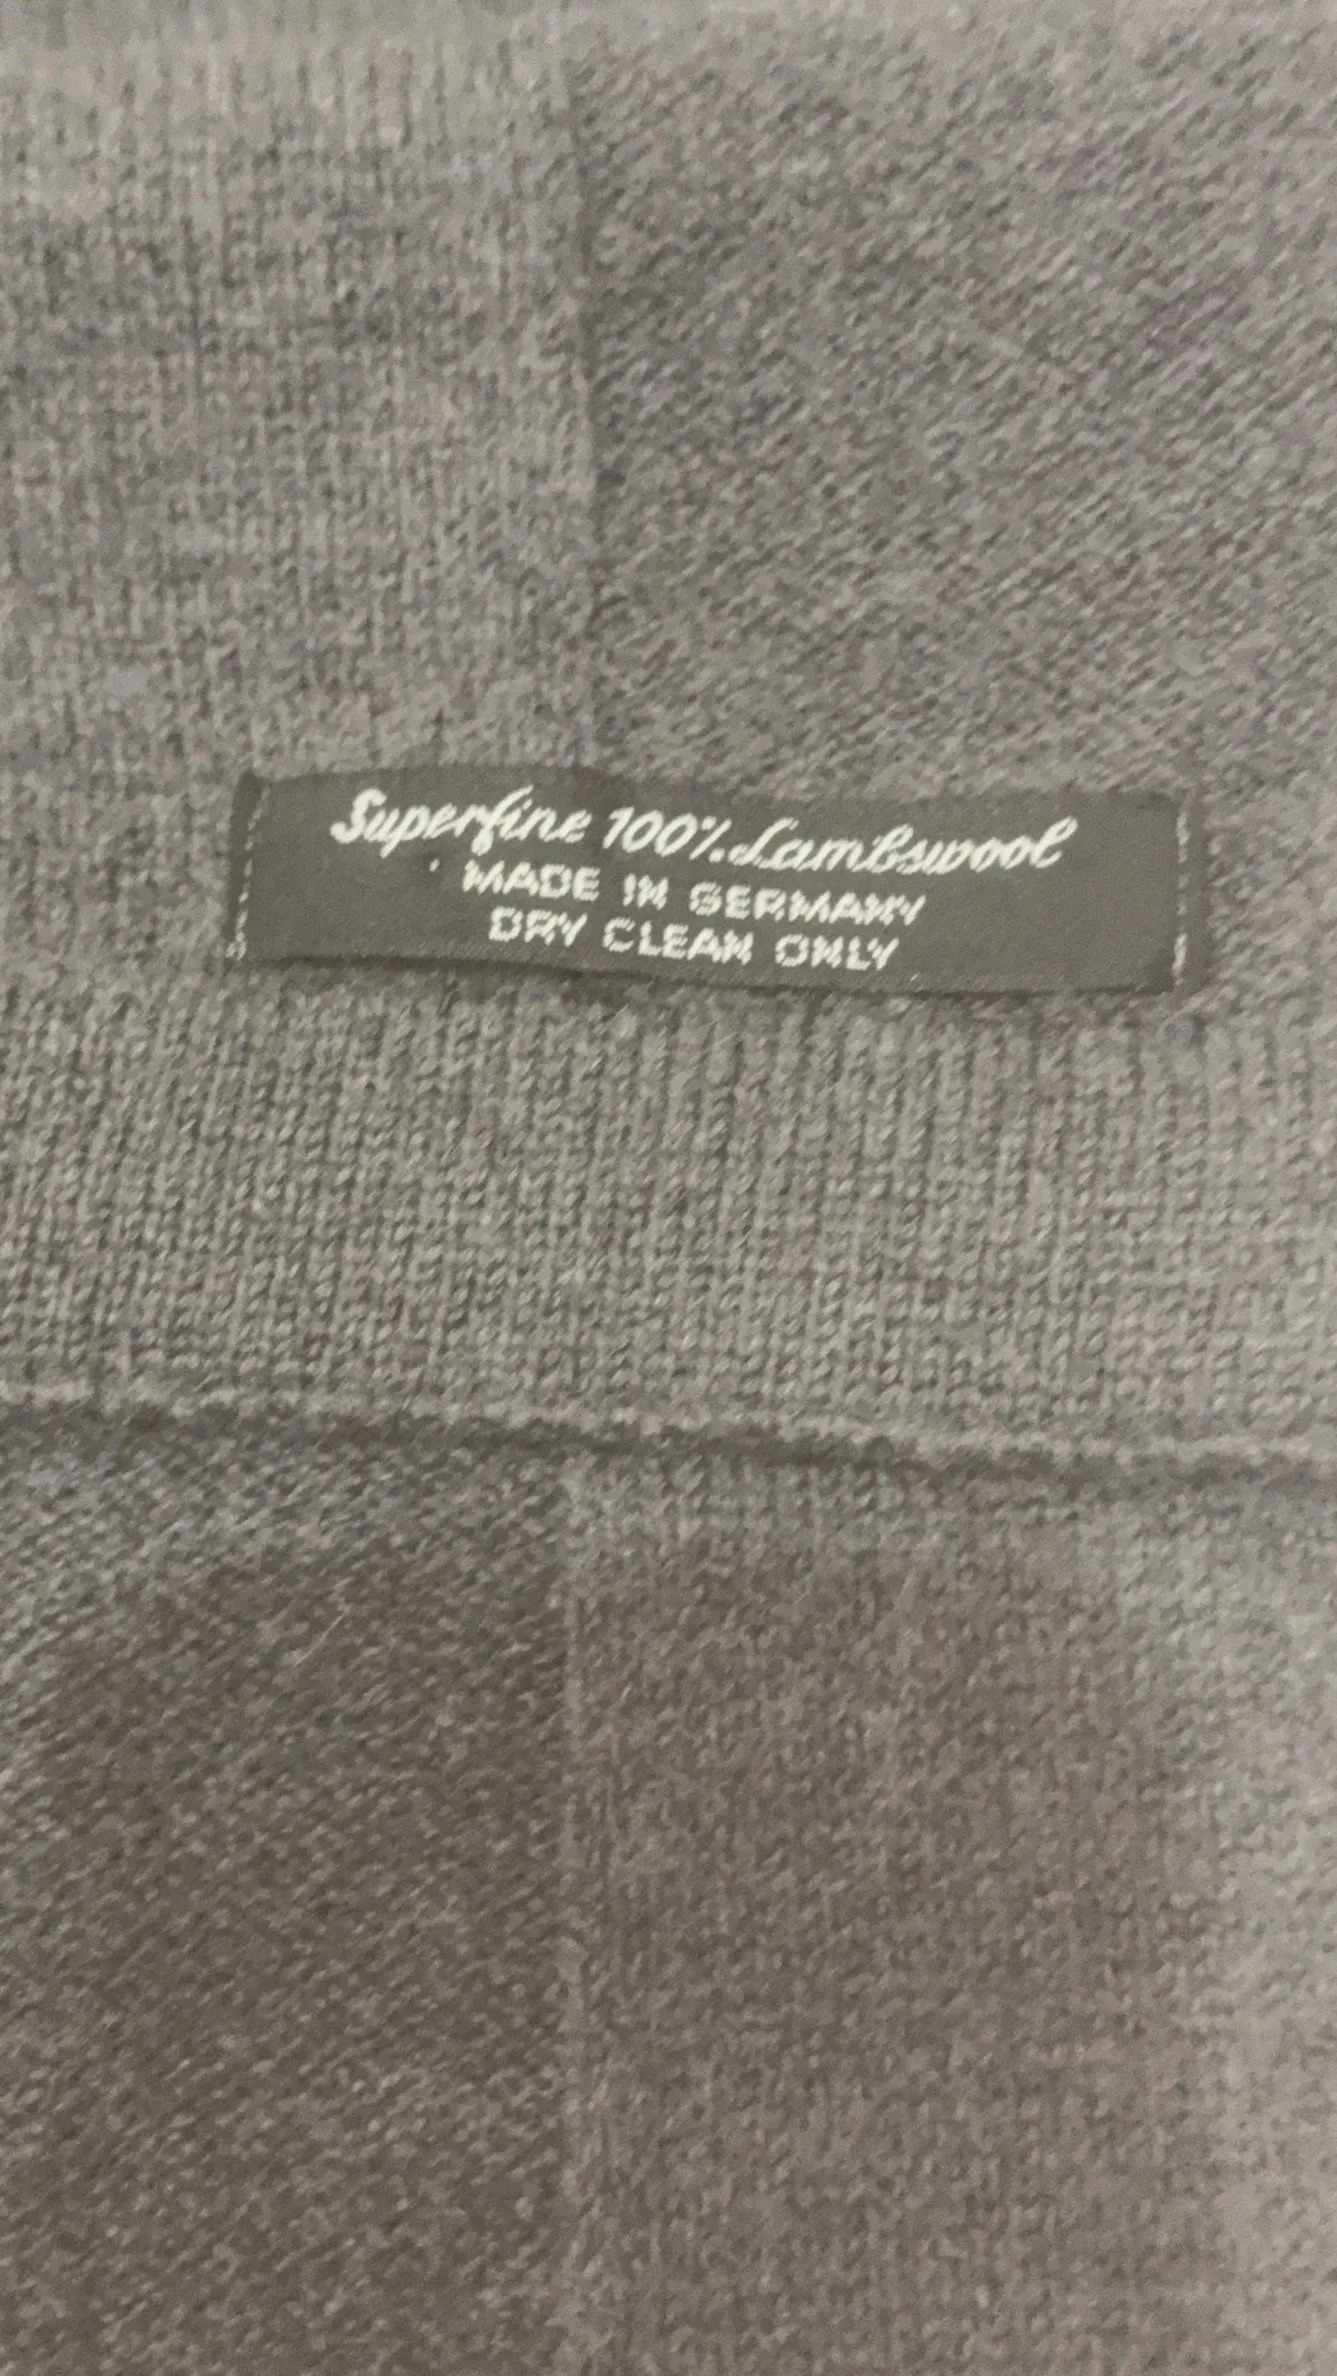 Superfine 100% Lambswool
MADE IN GERMANY
DRY CLEAN ONLY